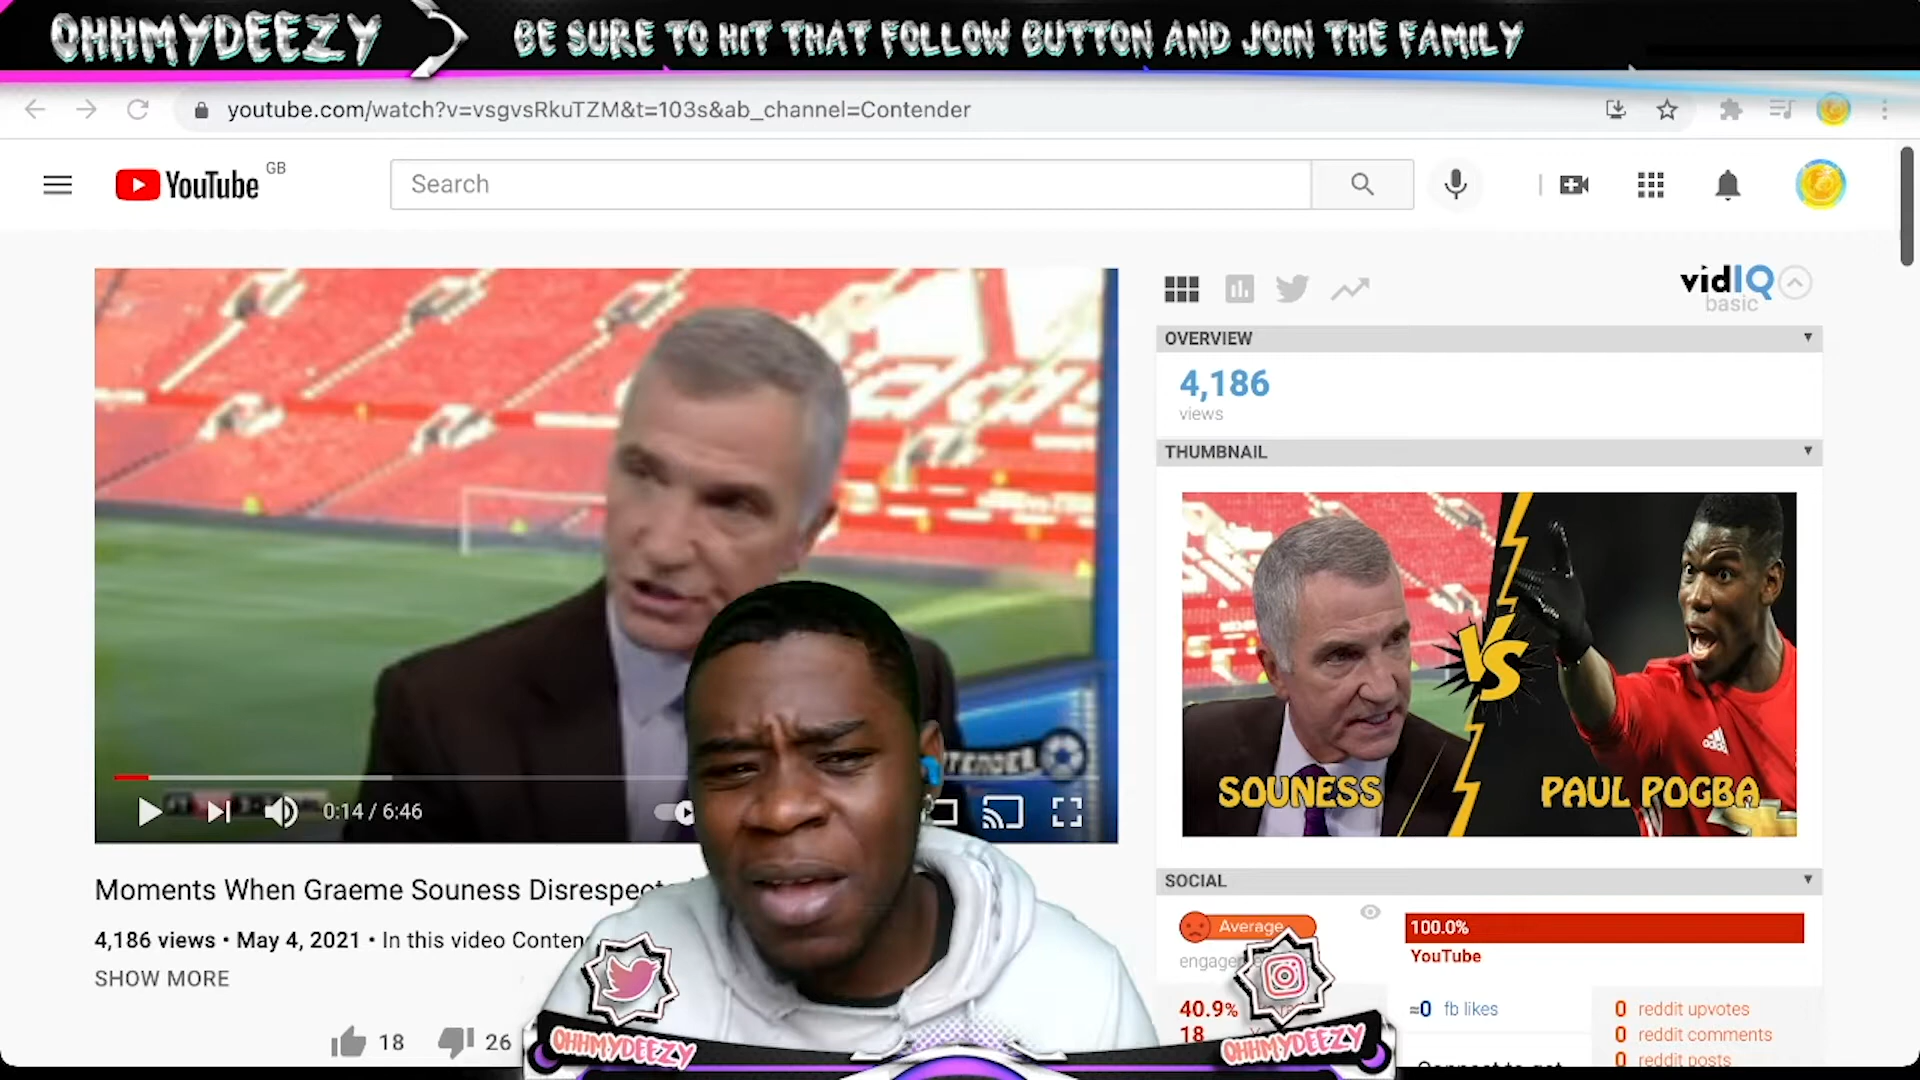 OHHMYDEEZY
BE SURE TO HIT THAT FOLLOW BUTTON AND JOIN THE FAMILY
youtube.com/watch?v=vsgvsRkuTZM&t=103s&ab_channel=Contender
YouTube GB
Search
vidIQ
basic
OVERVIEW
4,186
views
THUMBNAIL
VS
SOUNESS
PAUL POGBA
0:14 / 6:46
Moments When Graeme Souness
4,186 views • May 4, 2021 • In this video
SHOW MORE
18
26
SOCIAL
Average
100.0%
YouTube
40.9%
18
≈0 fb likes
0 reddit upvotes
0 reddit comments
0 reddit posts
OHHMYDEEZY
OHHMYDEEZY